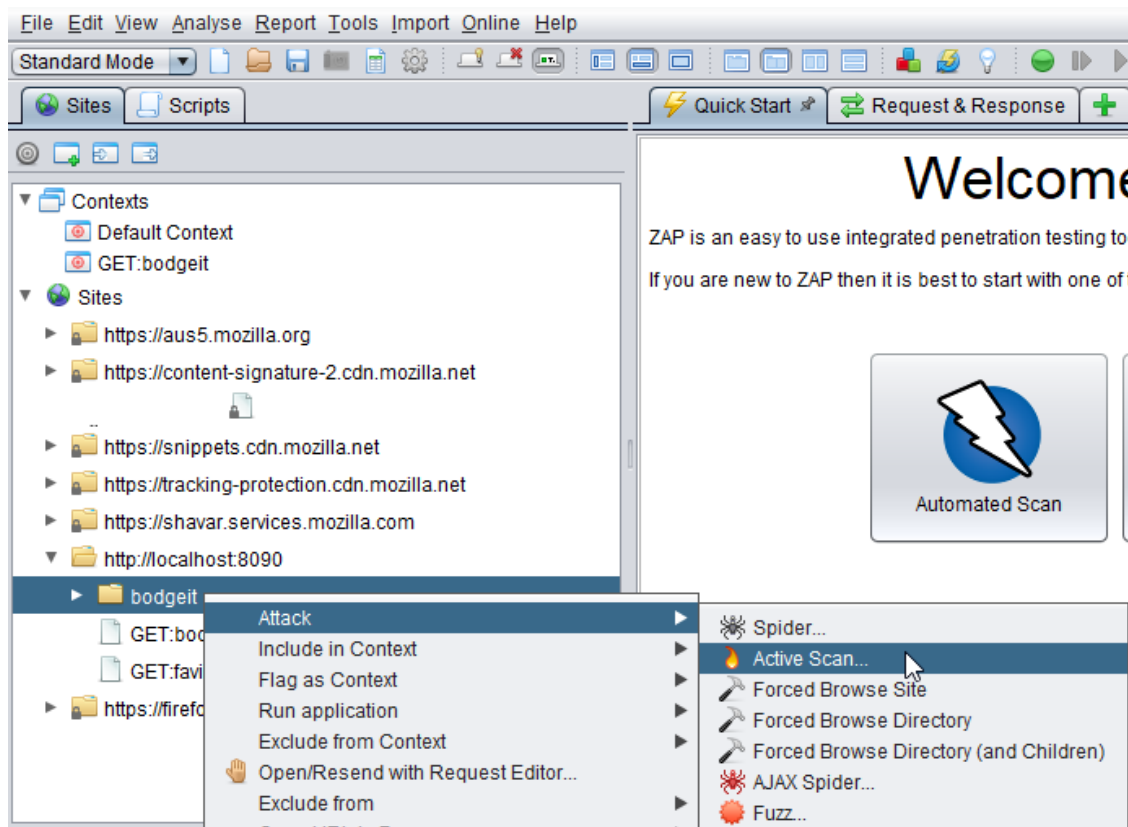 File Edit View Analyse Report Tools Import Online Help
Standard Mode
Sites Scripts
Quick Start Request & Response
Contexts
Default Context
GET:bodgeit
Sites
https://aus5.mozilla.org
https://content-signature-2.cdn.mozilla.net
https://snippets.cdn.mozilla.net
https://tracking-protection.cdn.mozilla.net
https://shavar.services.mozilla.com
http://localhost:8090
bodgeit
GET:bod
GET:favi
https://firefo
Welcome
ZAP is an easy to use integrated penetration testing to
If you are new to ZAP then it is best to start with one of
Automated Scan
Attack
Include in Context
Flag as Context
Run application
Exclude from Context
Open/Resend with Request Editor...
Exclude from
Spider...
Active Scan...
Forced Browse Site
Forced Browse Directory
Forced Browse Directory (and Children)
AJAX Spider...
Fuzz...